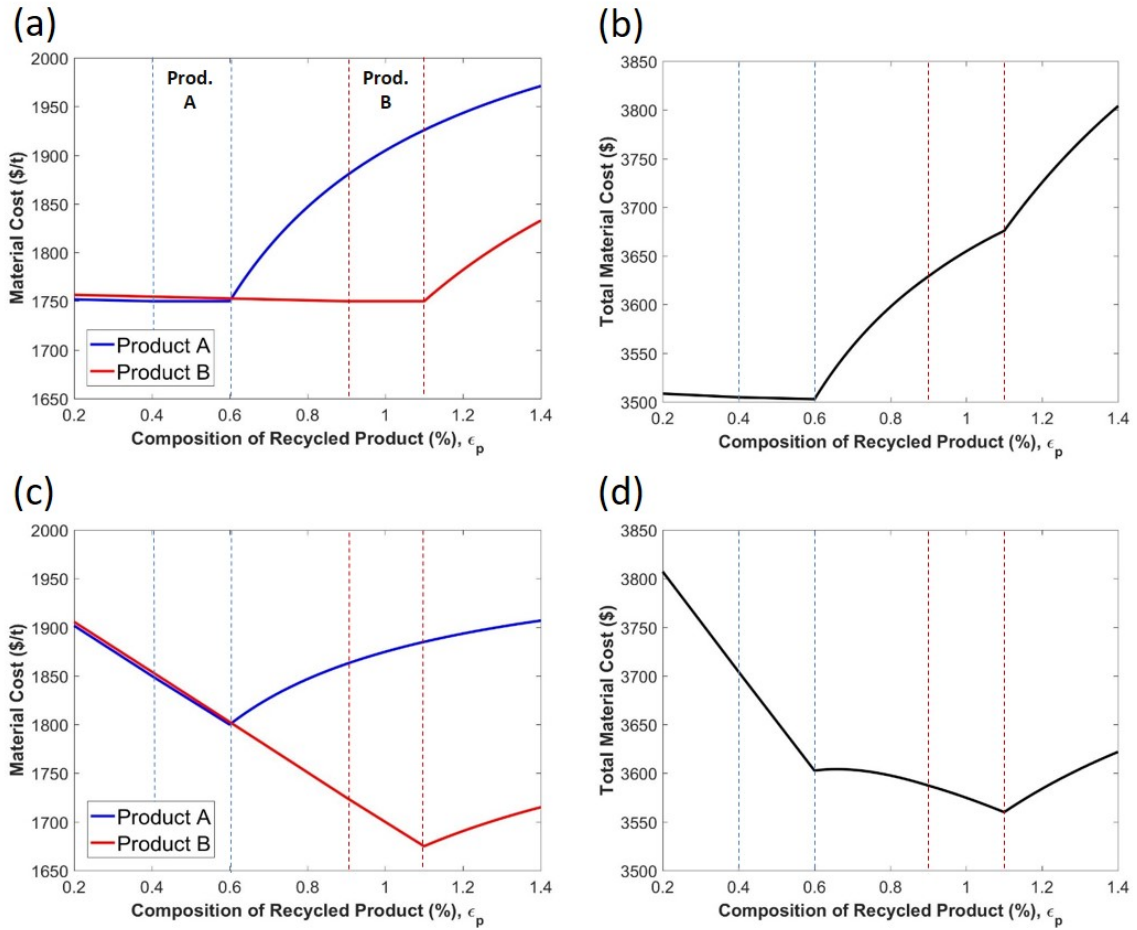 (a)
2000
1950
1900
1850
1800
1750
1700
1650
Material Cost ($/t)
Prod.
A
Prod.
B
Product A
Product B
0.2 0.4 0.6 0.8 1 1.2 1.4
Composition of Recycled Product (%), ϵp
(b)
3850
3800
3750
3700
3650
3600
3550
3500
Total Material Cost ($)
0.2 0.4 0.6 0.8 1 1.2 1.4
Composition of Recycled Product (%), ϵp
(c)
2000
1950
1900
1850
1800
1750
1700
1650
Material Cost ($/t)
Product A
Product B
0.2 0.4 0.6 0.8 1 1.2 1.4
Composition of Recycled Product (%), ϵp
(d)
3850
3800
3750
3700
3650
3600
3550
3500
Total Material Cost ($)
0.2 0.4 0.6 0.8 1 1.2 1.4
Composition of Recycled Product (%), ϵp